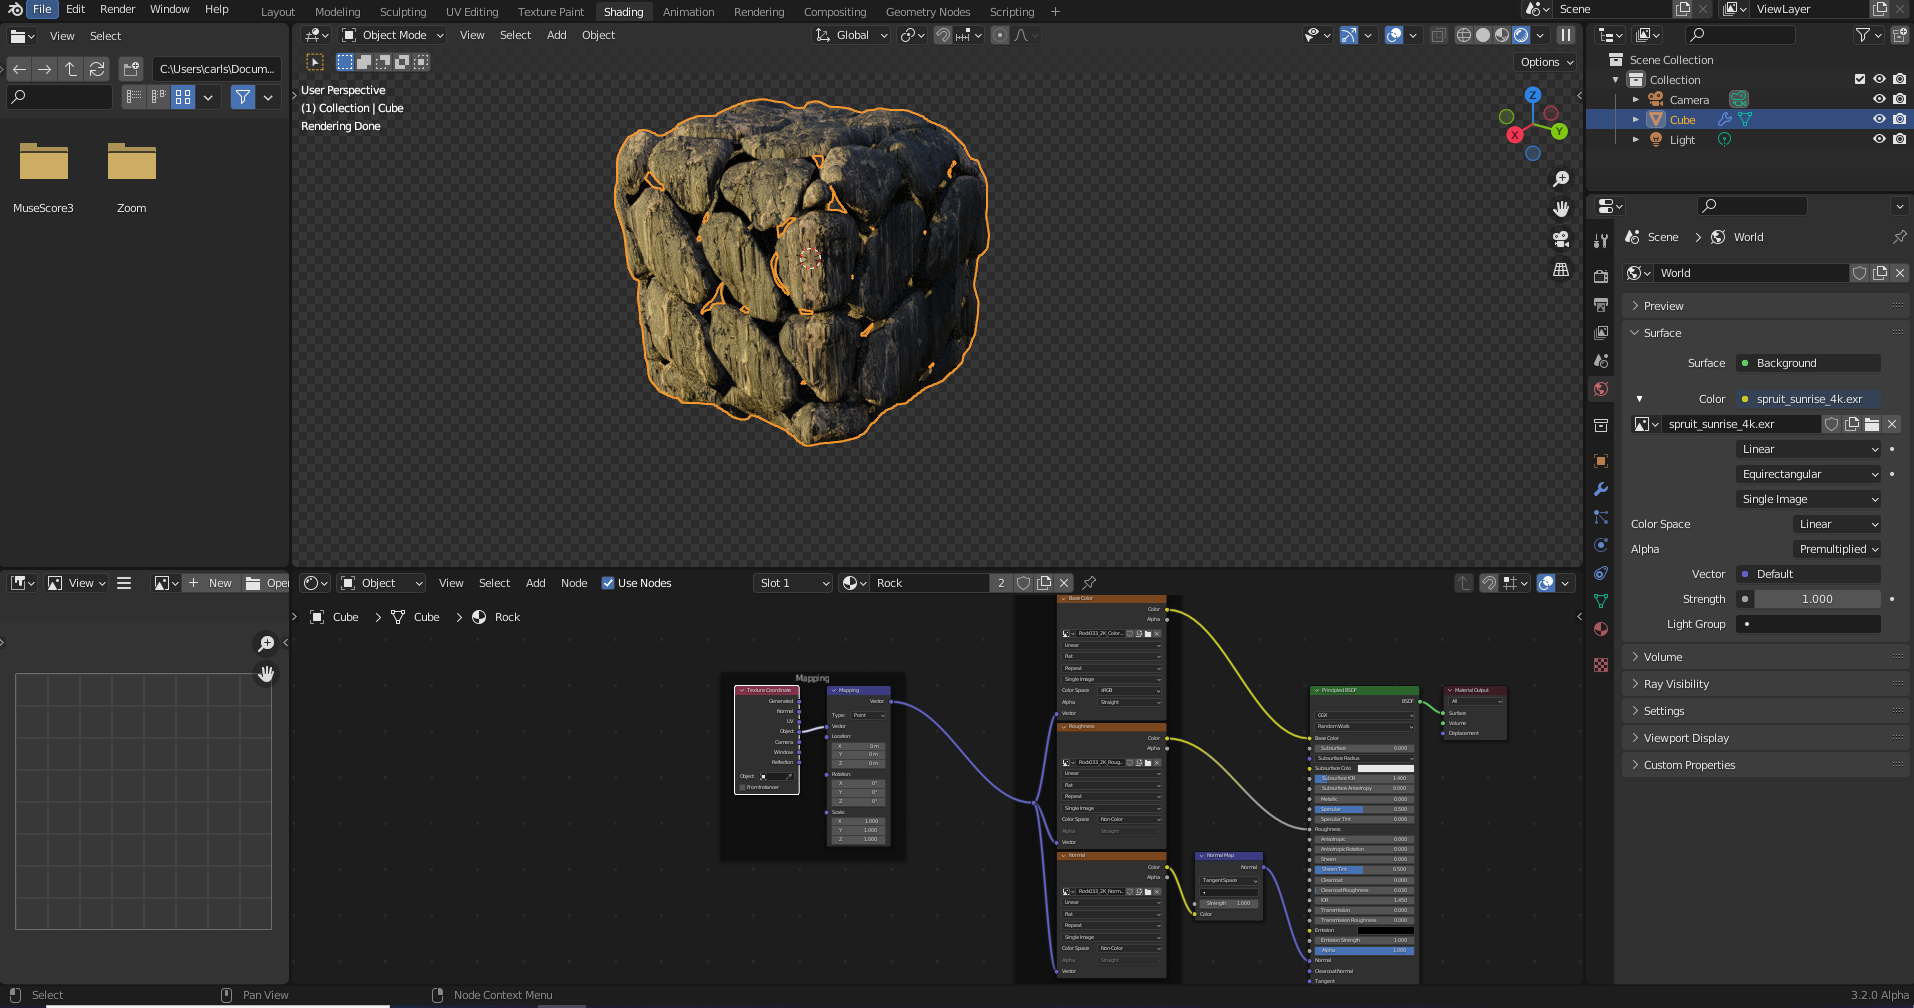 File Edit Render Window Help
Layout Modeling Sculpting UV Editing Texture Paint Shading Animation Rendering Compositing Geometry Nodes Scripting +
Scene
ViewLayer
View Select
C:\Users\carls\Docum...
MuseScore3
Zoom
Object Mode View Select Add Object
Global
Options
User Perspective
(1) Collection | Cube
Rendering Done
Z
Y
X
Scene Collection
Collection
Camera
Cube
Light
Scene > World
World
Preview
Surface
Surface Background
Color spruit_sunrise_4k.exr
spruit_sunrise_4k.exr
Linear
Equirectangular
Single Image
Color Space Linear
Alpha Premultiplied
Vector Default
Strength 1.000
Light Group
Volume
Ray Visibility
Settings
Viewport Display
Custom Properties
View
New
Open
Object View Select Add Node Use Nodes
Slot 1
Rock 2
Cube > Cube > Rock
Mapping
Texture Coordinate
Generated
Normal
UV
Object
Camera
Window
Reflection
Object:
From Instancer
Mapping
Vector
Type: Point
Vector
Location:
X 0 m
Y 0 m
Z 0 m
Rotation:
X 0°
Y 0°
Z 0°
Scale:
X 1.000
Y 1.000
Z 1.000
Base Color
Color
Alpha
Rock033_2K_Color...
Linear
Flat
Repeat
Single Image
Color Space sRGB
Alpha Straight
Vector
Roughness
Color
Alpha
Rock033_2K_Roug...
Linear
Flat
Repeat
Single Image
Color Space Non-Color
Alpha Straight
Vector
Normal
Color
Alpha
Rock033_2K_Norm...
Linear
Flat
Repeat
Single Image
Color Space Non-Color
Alpha Straight
Vector
Normal Map
Normal
Tangent Space
Strength 1.000
Color
Principled BSDF
BSDF
GGX
Random Walk
Base Color
Subsurface 0.000
Subsurface Radius
Subsurface Colo
Subsurface IOR 1.400
Subsurface Anisotropy 0.000
Metallic 0.000
Specular 0.500
Specular Tint 0.000
Roughness
Anisotropic 0.000
Anisotropic Rotation 0.000
Sheen 0.000
Sheen Tint 0.500
Clearcoat 0.000
Clearcoat Roughness 0.030
IOR 1.450
Transmission 0.000
Transmission Roughness 0.000
Emission
Emission Strength 1.000
Alpha 1.000
Normal
Clearcoat Normal
Tangent
Material Output
All
Surface
Volume
Displacement
Select
Pan View
Node Context Menu
3.2.0 Alpha